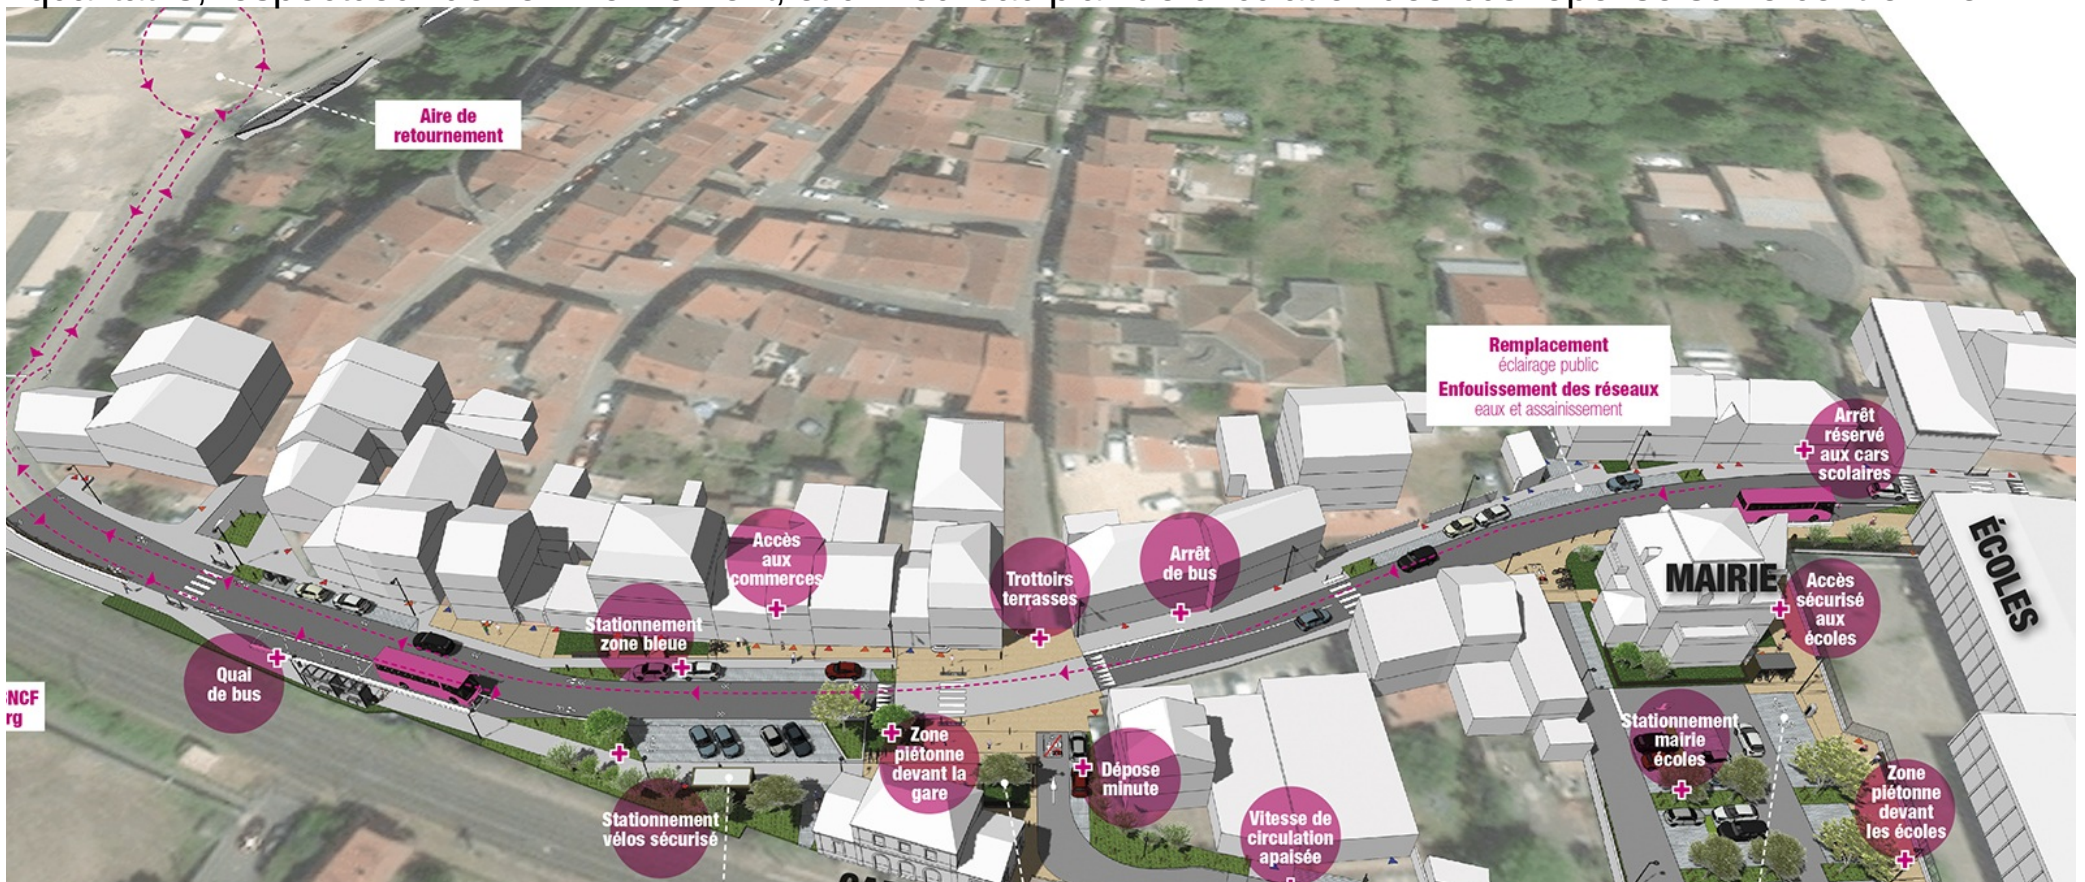 Aire de
retournement
Remplacement
éclairage public
Enfouissement des réseaux
eaux et assainissement
Arrêt
réservé
aux cars
scolaires
ÉCOLES
Accès
aux
commerces
Trottoirs
terrasses
Arrêt
de bus
MAIRIE
Accès
sécurisé
aux
écoles
Stationnement
zone bleue
Quai
de bus
Zone
piétonne
devant la
gare
Dépose
minute
Stationnement
mairie
écoles
Zone
piétonne
devant
les écoles
Stationnement
vélos sécurisé
Vitesse de
circulation
apaisée